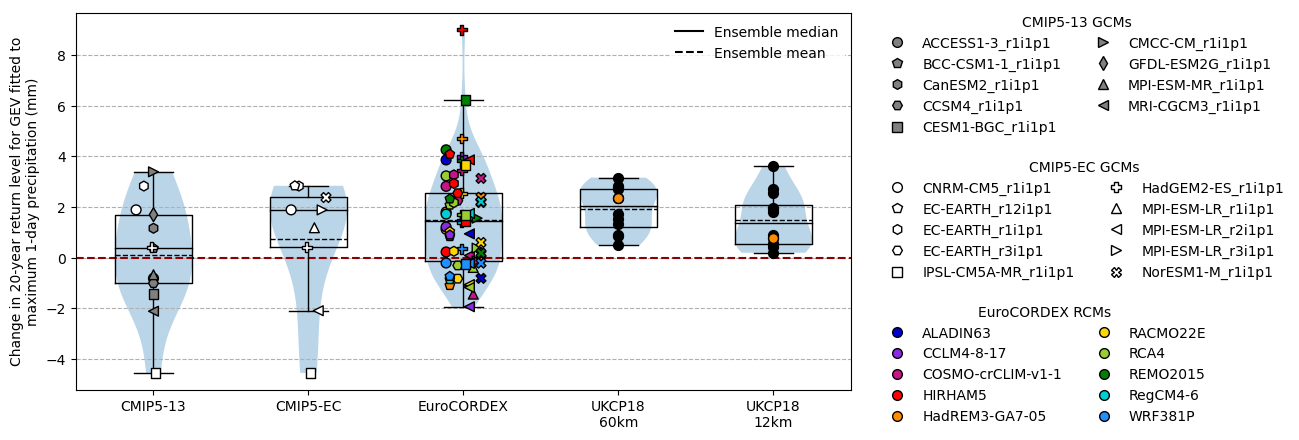 Change in 20-year return level for GEV fitted to
maximum 1-day precipitation (mm)
8
6
4
2
0
−2
−4
Ensemble median
Ensemble mean
CMIP5-13
CMIP5-EC
EuroCORDEX
UKCP18
60km
UKCP18
12km
CMIP5-13 GCMs
ACCESS1-3_r1i1p1
BCC-CSM1-1_r1i1p1
CanESM2_r1i1p1
CCSM4_r1i1p1
CESM1-BGC_r1i1p1
CMCC-CM_r1i1p1
GFDL-ESM2G_r1i1p1
MPI-ESM-MR_r1i1p1
MRI-CGCM3_r1i1p1
CMIP5-EC GCMs
CNRM-CM5_r1i1p1
EC-EARTH_r12i1p1
EC-EARTH_r1i1p1
EC-EARTH_r3i1p1
IPSL-CM5A-MR_r1i1p1
HadGEM2-ES_r1i1p1
MPI-ESM-LR_r1i1p1
MPI-ESM-LR_r2i1p1
MPI-ESM-LR_r3i1p1
NorESM1-M_r1i1p1
EuroCORDEX RCMs
ALADIN63
CCLM4-8-17
COSMO-crCLIM-v1-1
HIRHAM5
HadREM3-GA7-05
RACMO22E
RCA4
REMO2015
RegCM4-6
WRF381P